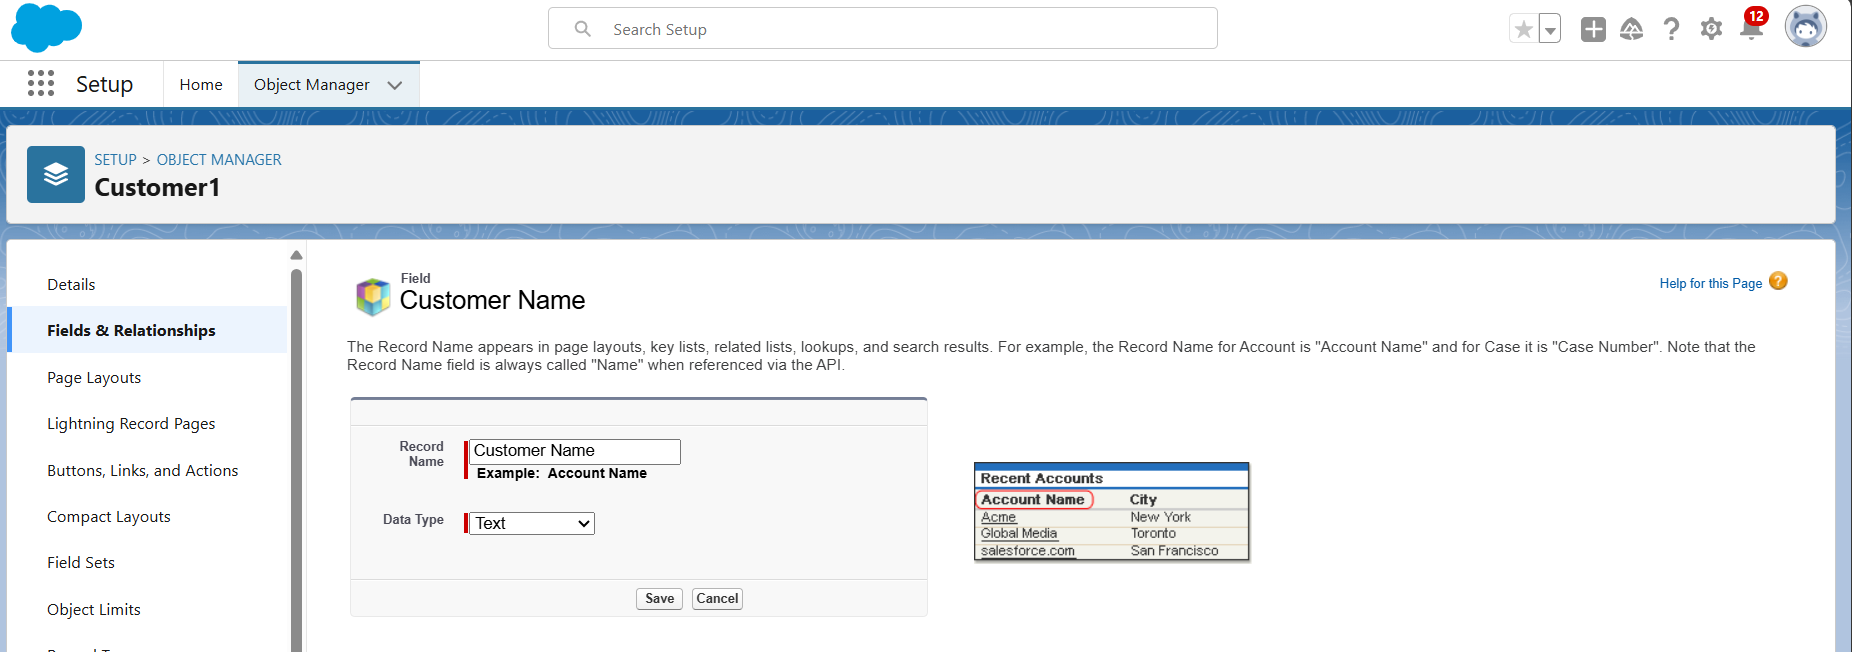 Search Setup
12
Setup
Home
Object Manager
SETUP > OBJECT MANAGER
Customer1
Details
Fields & Relationships
Page Layouts
Lightning Record Pages
Buttons, Links, and Actions
Compact Layouts
Field Sets
Object Limits
Field
Customer Name
Help for this Page ?
The Record Name appears in page layouts, key lists, related lists, lookups, and search results. For example, the Record Name for Account is "Account Name" and for Case it is "Case Number". Note that the
Record Name field is always called "Name" when referenced via the API.
Record
Name
Customer Name
Example: Account Name
Data Type
Text
Save Cancel
Recent Accounts
Account Name City
Acme New York
Global Media Toronto
salesforce.com San Francisco